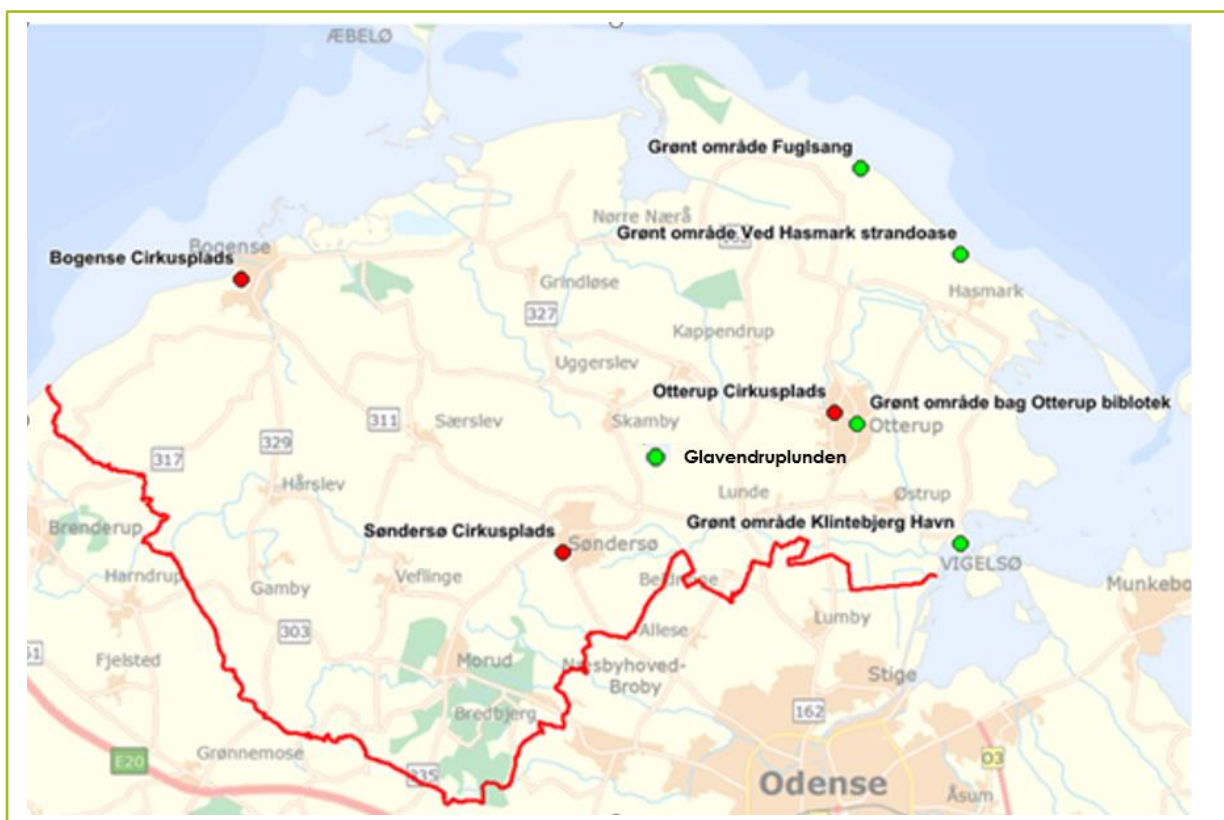 ÆBELØ
Grønt område Fuglsang
Nørre Nærå
Grønt område Ved Hasmark strandoase
Bogense
Bogense Cirkusplads
Grindløse
Hasmark
327
Kappendrup
Uggerslev
Otterup Cirkusplads
Grønt område bag Otterup biblotek
311
Særslev
Skamby
Otterup
329
317
Glavendruplunden
Hårslev
Lunde
Østrup
Brenderup
Søndersø Cirkusplads
Søndersø
Grønt område Klintebjerg Havn
VIGELSØ
Harndrup
Gamby
Veflinge
Munkebo
Lumby
303
Allese
Fjelsted
Morud
Næsbyhoved-
Broby
Stige
Bredbjerg
162
Grønnemose
E20
335
Odense
O3
Åsum